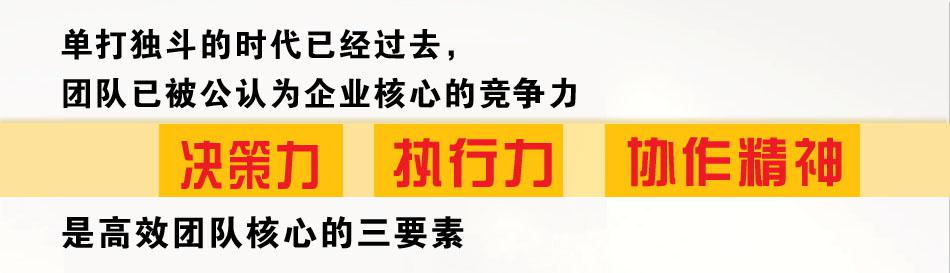 单打独斗的时代已经过去，
团队已被公认为企业核心的竞争力
决策力 执行力 协作精神
是高效团队核心的三要素